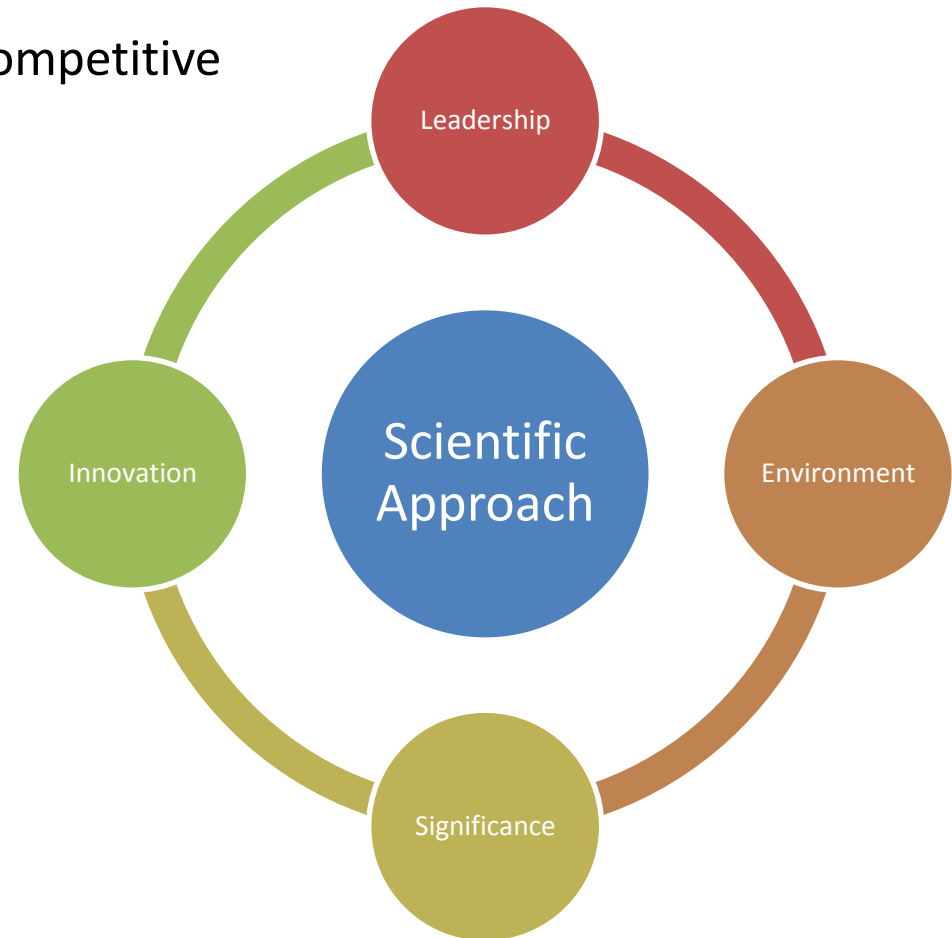 ompetitive
Leadership
Innovation
Scientific
Approach
Environment
Significance